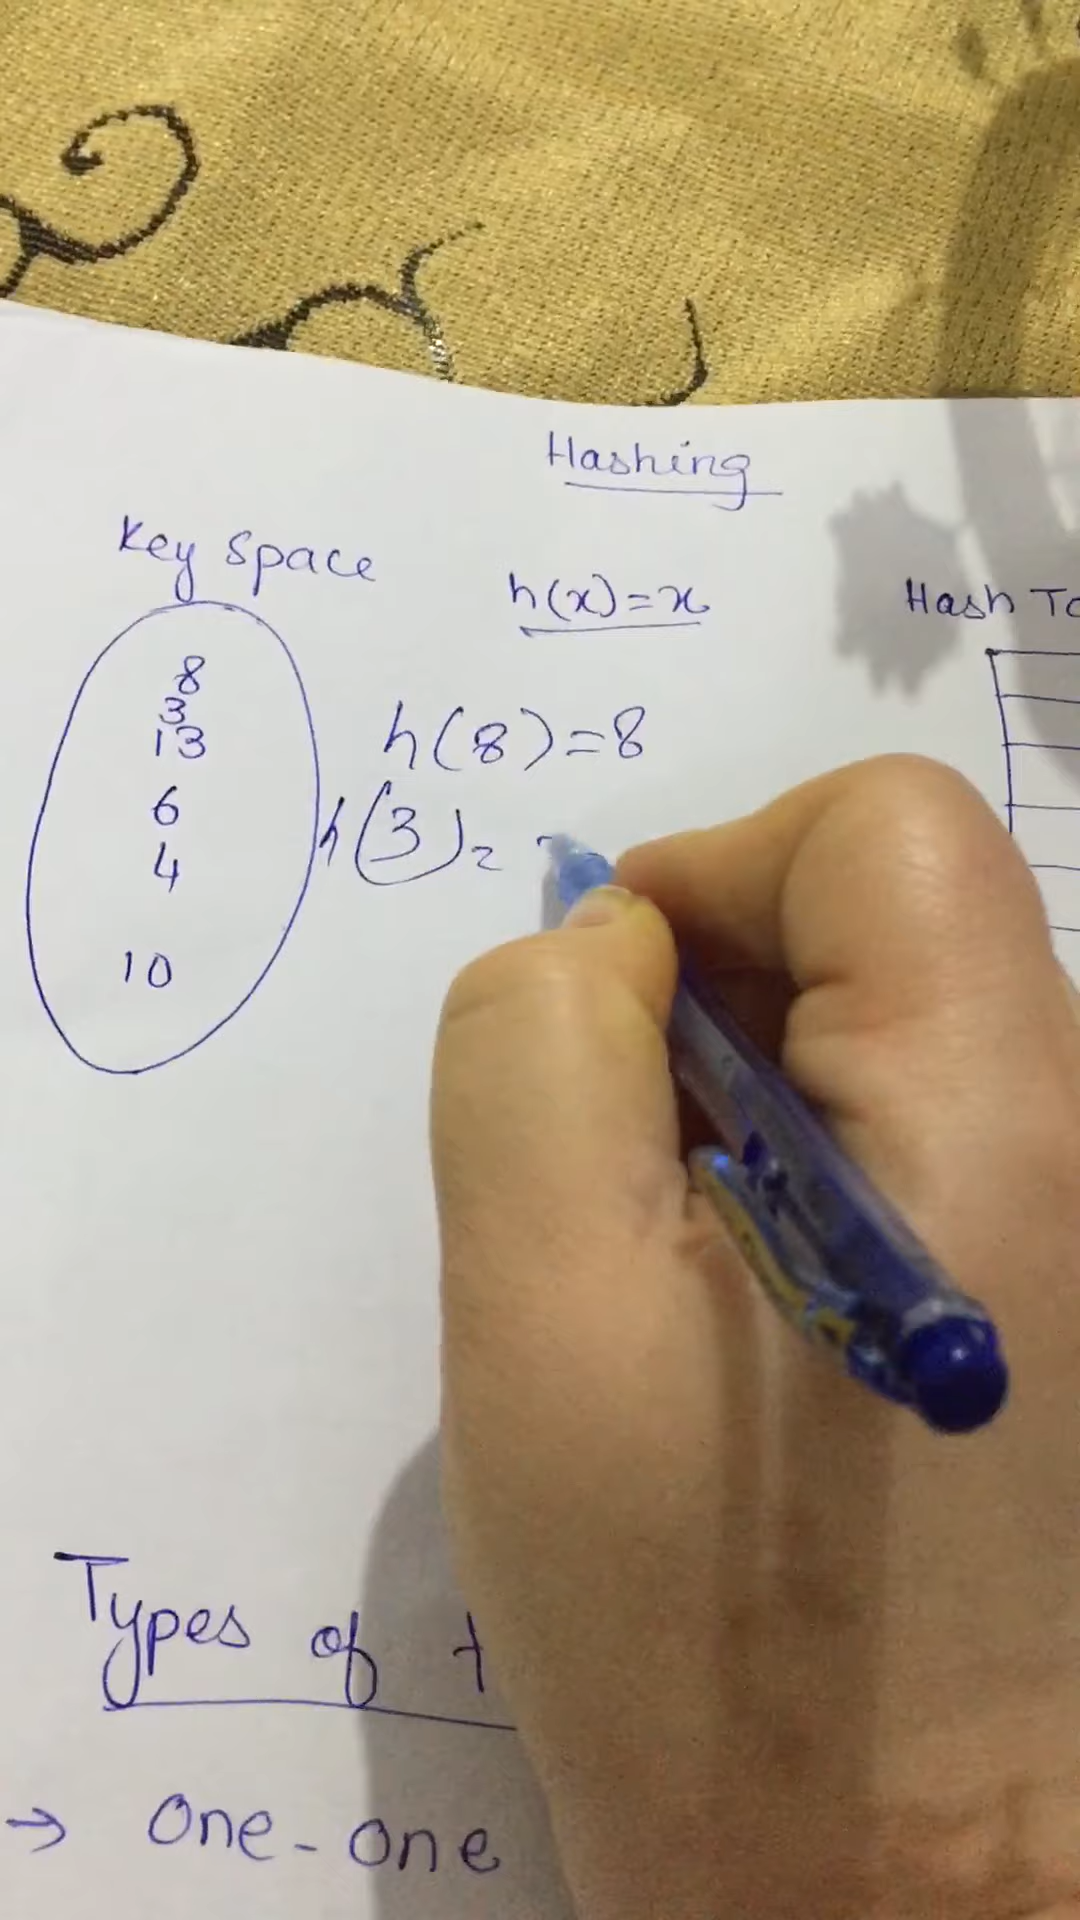 Hashing
Key Space
h(x)=x
Hash
8
3
13
6
4
10
h(8)=8
h(3)=
Types of
→ One-One